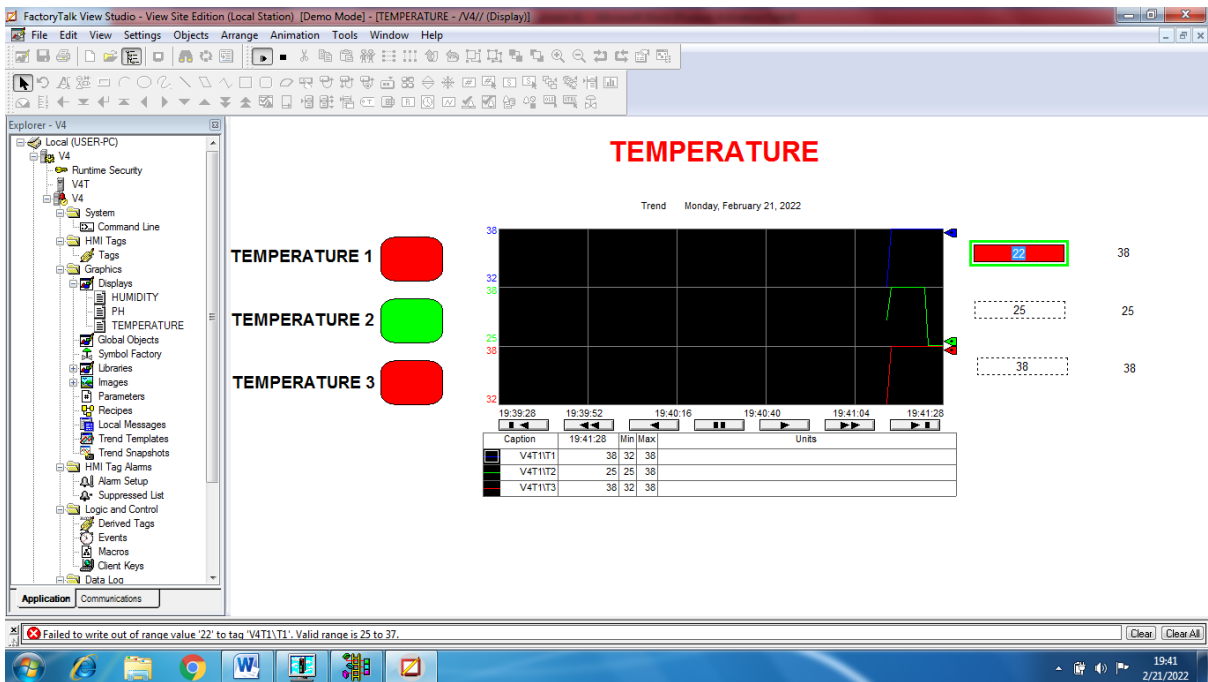 FactoryTalk View Studio - View Site Edition (Local Station) [Demo Mode] - [TEMPERATURE - /V4// (Display)]
File Edit View Settings Objects Arrange Animation Tools Window Help
Explorer - V4
Local (USER-PC)
V4
Runtime Security
V4T
V4
System
Command Line
HMI Tags
Tags
Graphics
Displays
HUMIDITY
PH
TEMPERATURE
Global Objects
Symbol Factory
Libraries
Images
Parameters
Recipes
Local Messages
Trend Templates
Trend Snapshots
HMI Tag Alarms
Alarm Setup
Suppressed List
Logic and Control
Derived Tags
Events
Macros
Client Keys
Data Log
Application Communications
TEMPERATURE
Trend Monday, February 21, 2022
TEMPERATURE 1
TEMPERATURE 2
TEMPERATURE 3
38
32
38
25
38
32
22 38
25 25
38 38
19:39:28 19:39:52 19:40:16 19:40:40 19:41:04 19:41:28
Caption 19:41:28 Min Max Units
V4T1\T1 38 32 38
V4T1\T2 25 25 38
V4T1\T3 38 32 38
Failed to write out of range value '22' to tag 'V4T1\T1'. Valid range is 25 to 37.
Clear Clear All
19:41
2/21/2022